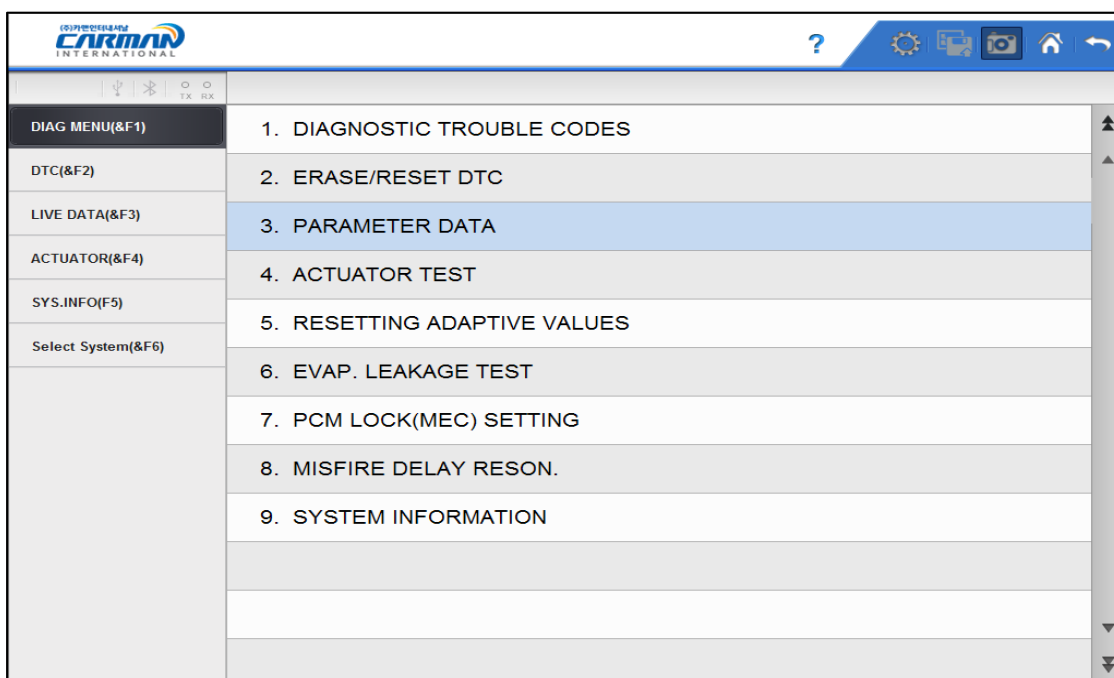 (주)카맨인터내셔날
CARMAN
INTERNATIONAL
?
TX RX
DIAG MENU(&F1)
DTC(&F2)
LIVE DATA(&F3)
ACTUATOR(&F4)
SYS.INFO(F5)
Select System(&F6)
1. DIAGNOSTIC TROUBLE CODES
2. ERASE/RESET DTC
3. PARAMETER DATA
4. ACTUATOR TEST
5. RESETTING ADAPTIVE VALUES
6. EVAP. LEAKAGE TEST
7. PCM LOCK(MEC) SETTING
8. MISFIRE DELAY RESON.
9. SYSTEM INFORMATION